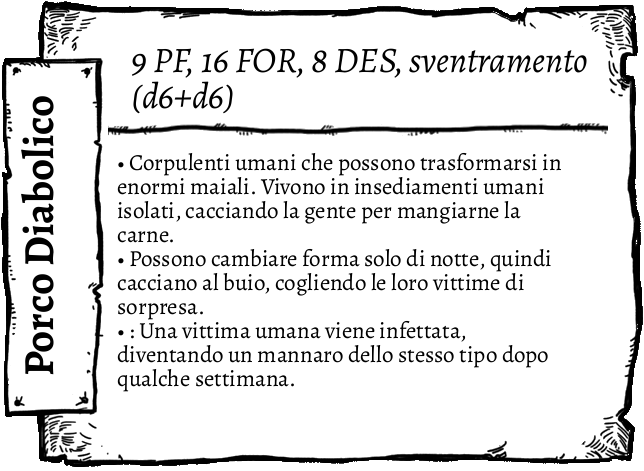 Porco Diabolico
9 PF, 16 FOR, 8 DES, sventramento
(d6+d6)
• Corpulenti umani che possono trasformarsi in
enormi maiali. Vivono in insediamenti umani
isolati, cacciando la gente per mangiarne la
carne.
• Possono cambiare forma solo di notte, quindi
cacciano al buio, cogliendo le loro vittime di
sorpresa.
• : Una vittima umana viene infettata,
diventando un mannaro dello stesso tipo dopo
qualche settimana.